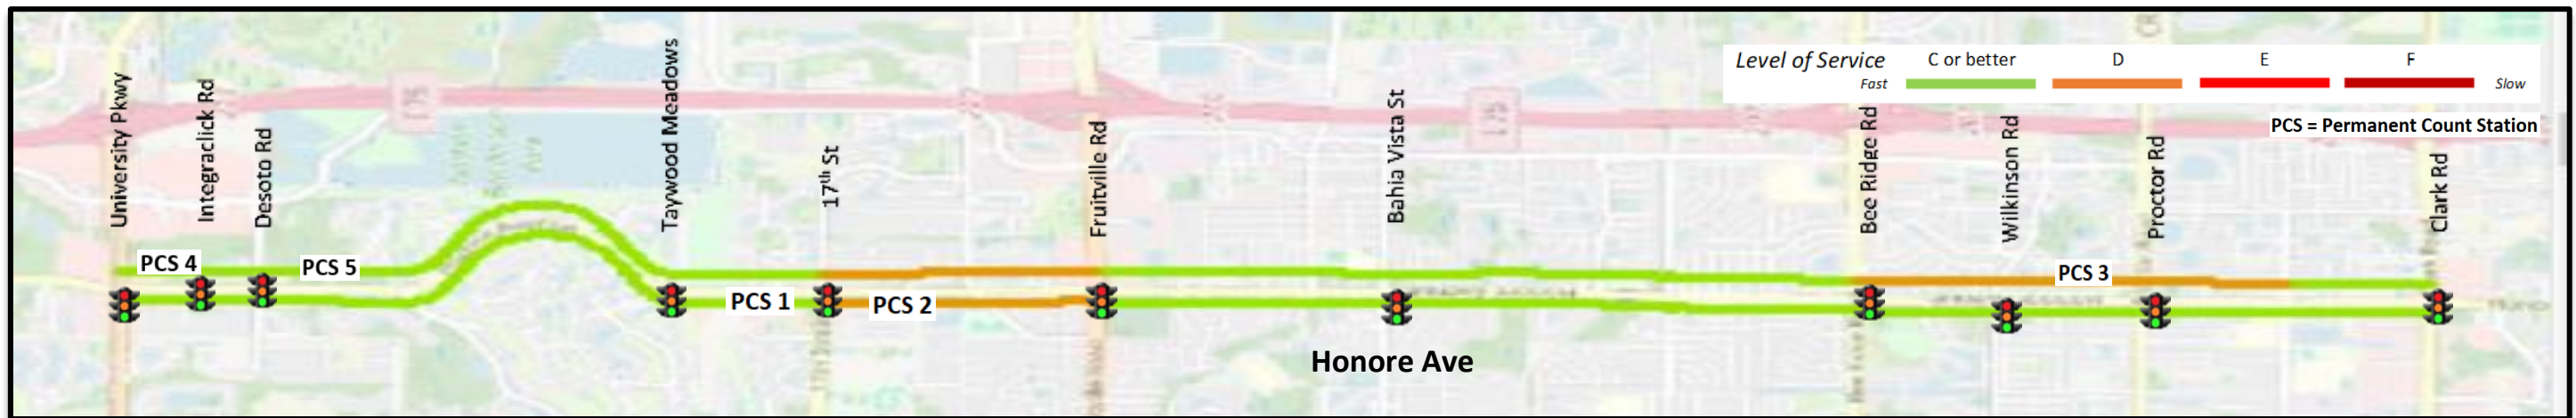 Level of Service
C or better
D
E
F
Fast
Slow
PCS = Permanent Count Station
University Pkwy
Integraclick Rd
Desoto Rd
Taywood Meadows
17th St
Fruitville Rd
Bahia Vista St
Bee Ridge Rd
Wilkinson Rd
Proctor Rd
Clark Rd
PCS 4
PCS 5
PCS 1
PCS 2
PCS 3
Honore Ave